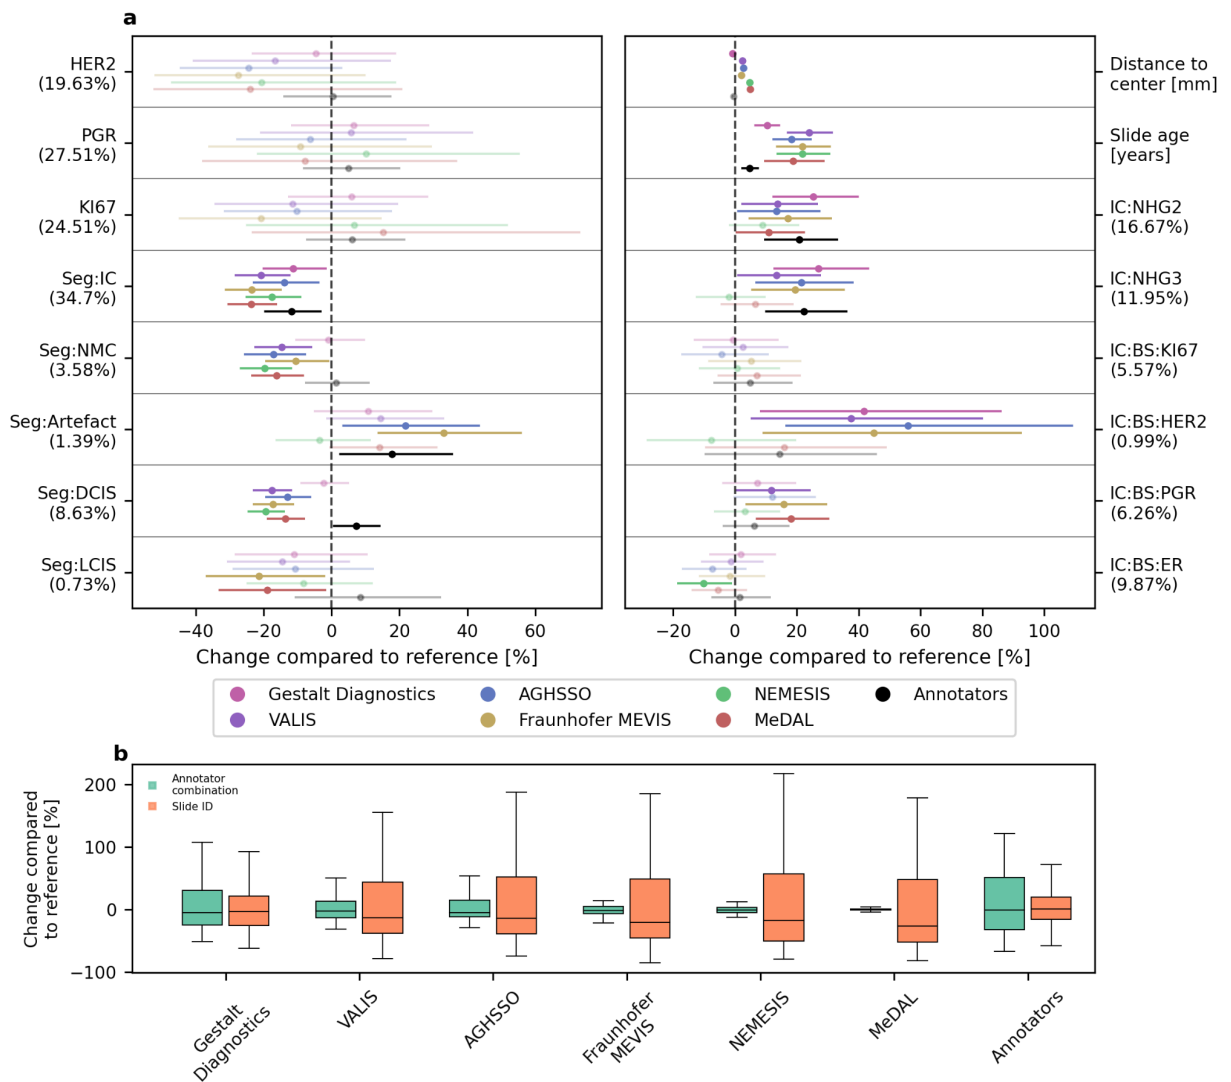 a
HER2
(19.63%)
PGR
(27.51%)
KI67
(24.51%)
Seg:IC
(34.7%)
Seg:NMC
(3.58%)
Seg:Artefact
(1.39%)
Seg:DCIS
(8.63%)
Seg:LCIS
(0.73%)
−40 −20 0 20 40 60
Change compared to reference [%]
Distance to
center [mm]
Slide age
[years]
IC:NHG2
(16.67%)
IC:NHG3
(11.95%)
IC:BS:KI67
(5.57%)
IC:BS:HER2
(0.99%)
IC:BS:PGR
(6.26%)
IC:BS:ER
(9.87%)
−20 0 20 40 60 80 100
Change compared to reference [%]
Gestalt Diagnostics AGHSSO NEMESIS Annotators
VALIS Fraunhofer MEVIS MeDAL
b
Change compared
to reference [%]
200
100
0
−100
Annotator
combination
Slide ID
Gestalt
Diagnostics
VALIS
AGHSSO
Fraunhofer
MEVIS
NEMESIS
MeDAL
Annotators